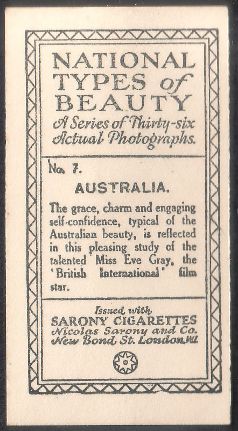 NATIONAL
TYPES of
BEAUTY
A Series of Thirty-six
Actual Photographs.
No. 7.
AUSTRALIA.
The grace, charm and engaging
self-confidence, typical of the
Australian beauty, is reflected
in this pleasing study of the
talented Miss Eve Gray, the
"British International" film
star.
Issued with
SARONY CIGARETTES
Nicolas Sarony and Co.
New Bond St. London, W.1